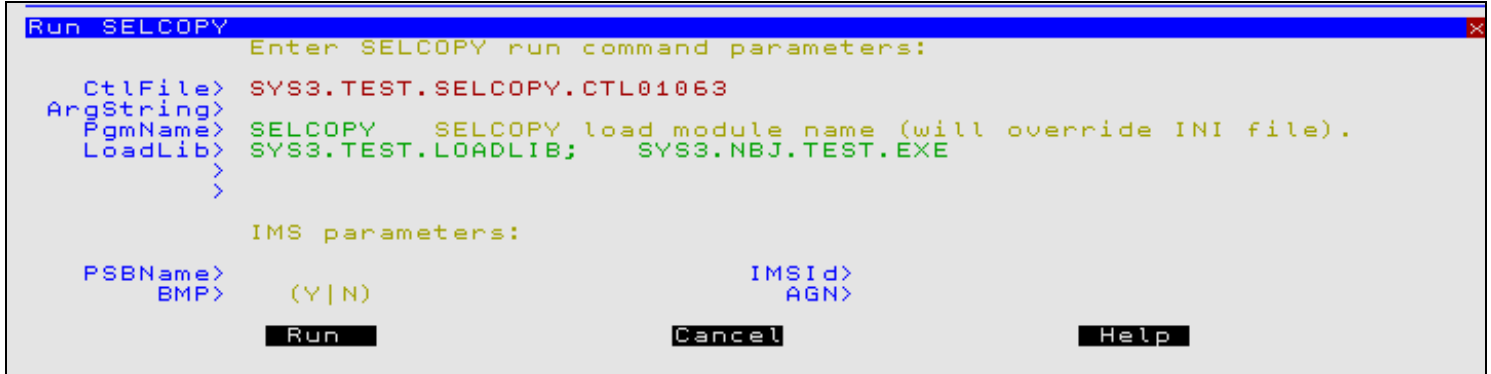 Run SELCOPY
Enter SELCOPY run command parameters:
CtlFile> SYS3.TEST.SELCOPY.CTL01063
ArgString>
PgmName> SELCOPY SELCOPY load module name (will override INI file).
LoadLib> SYS3.TEST.LOADLIB; SYS3.NBJ.TEST.EXE
>
>
IMS parameters:
PSBName> IMSId>
BMP> (Y|N) AGN>
Run Cancel Help